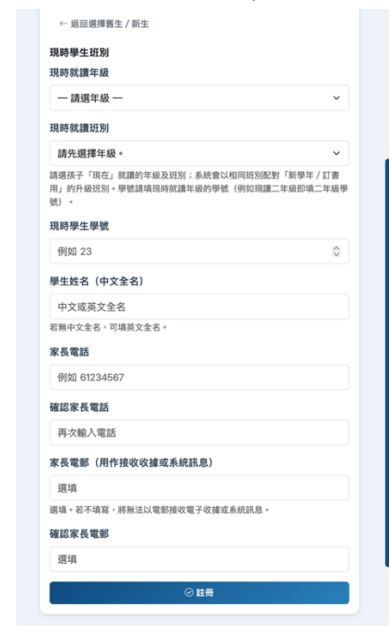 ← 返回選擇舊生 / 新生
現時學生班別
現時就讀年級
— 請選年級 —
現時就讀班別
請先選擇年級。
請選孩子「現在」就讀的年級及班別；系統會以相同班別配對「新學年 / 訂書
用」的升級班別。學號請填現時就讀年級的學號（例如現讀二年級即填二年級學
號）。
現時學生學號
例如 23
學生姓名（中文全名）
中文或英文全名
若無中文全名，可填英文全名。
家長電話
例如 61234567
確認家長電話
再次輸入電話
家長電郵（用作接收收據或系統訊息）
選填
選填。若不填寫，將無法以電郵接收電子收據或系統訊息。
確認家長電郵
選填
註冊